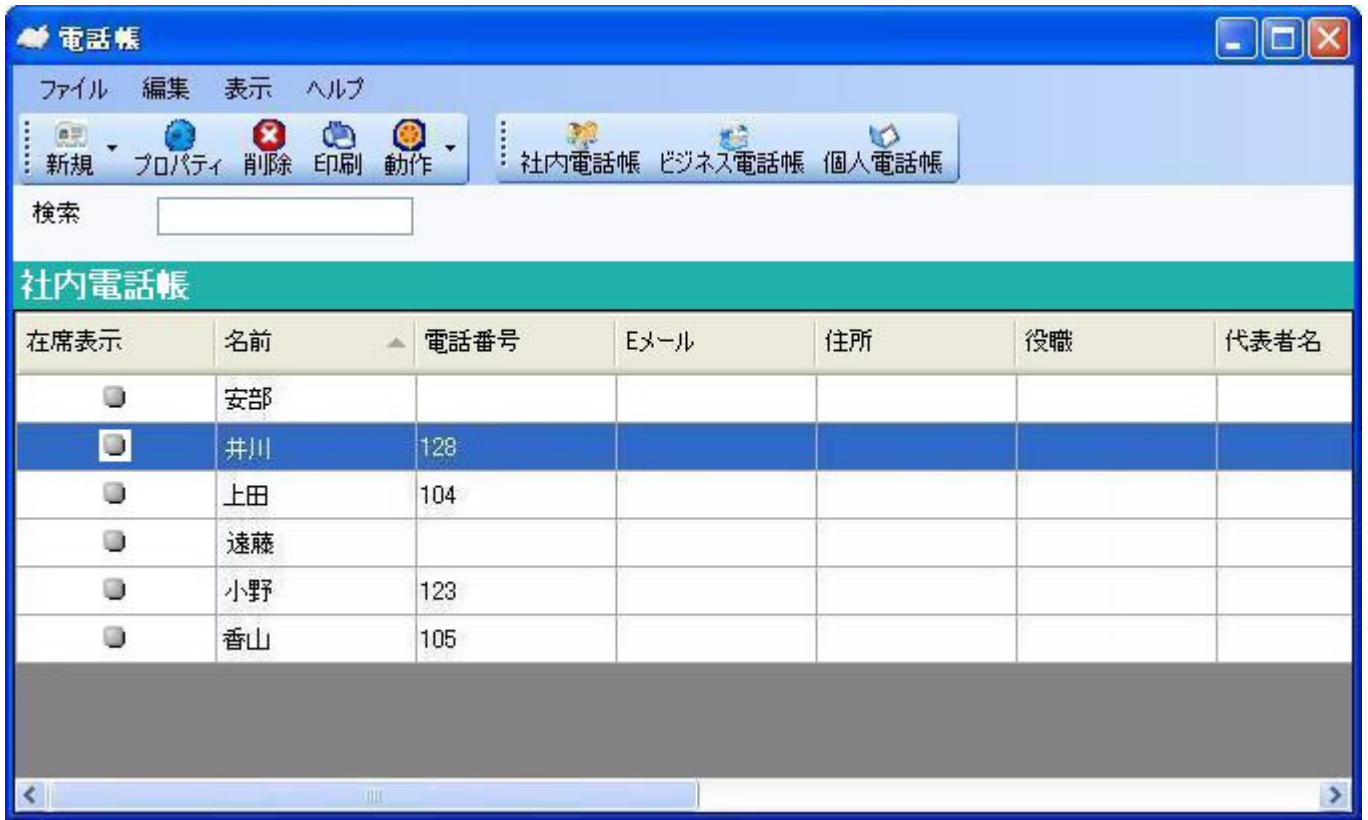 電話帳
ファイル 編集 表示 ヘルプ
新規 プロパティ 削除 印刷 動作 社内電話帳 ビジネス電話帳 個人電話帳
検索
社内電話帳
在席表示 名前 電話番号 Eメール 住所 役職 代表者名
安部
井川 128
上田 104
遠藤
小野 123
香山 105